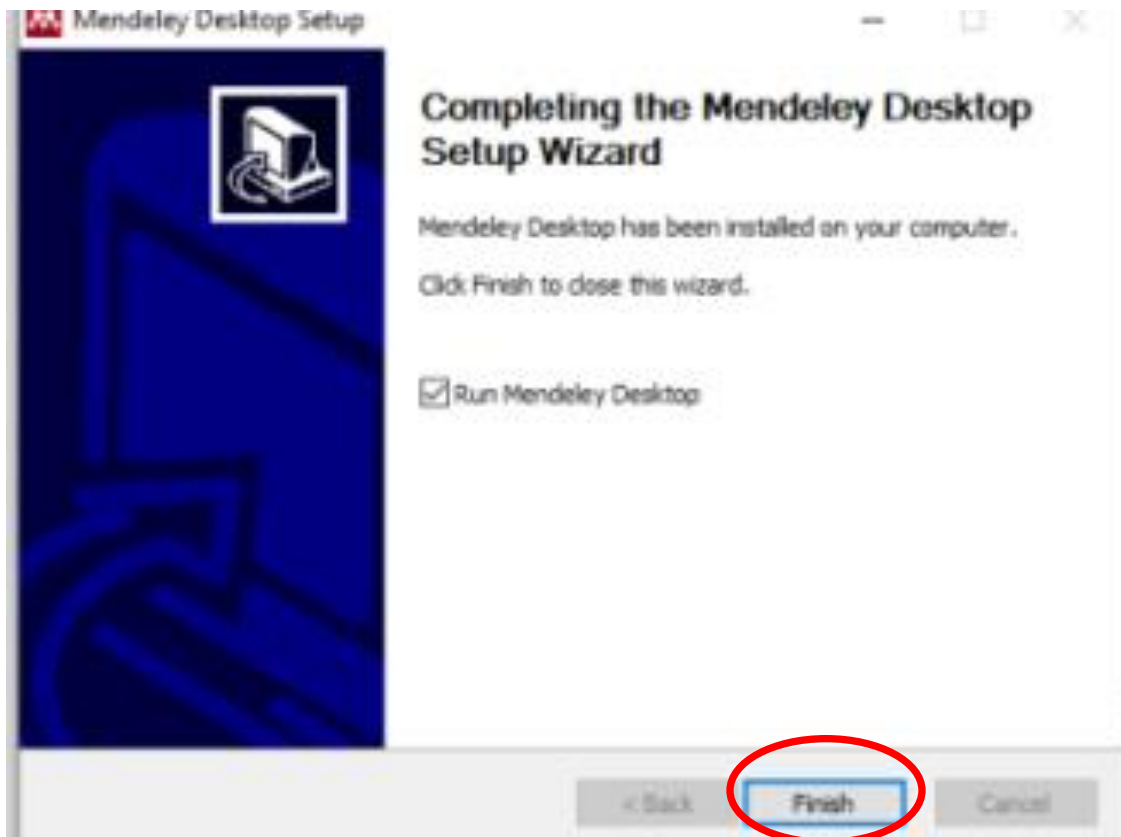 Mendeley Desktop Setup
Completing the Mendeley Desktop
Setup Wizard
Mendeley Desktop has been installed on your computer.
Click Finish to close this wizard.
Run Mendeley Desktop
< Back Finish Cancel